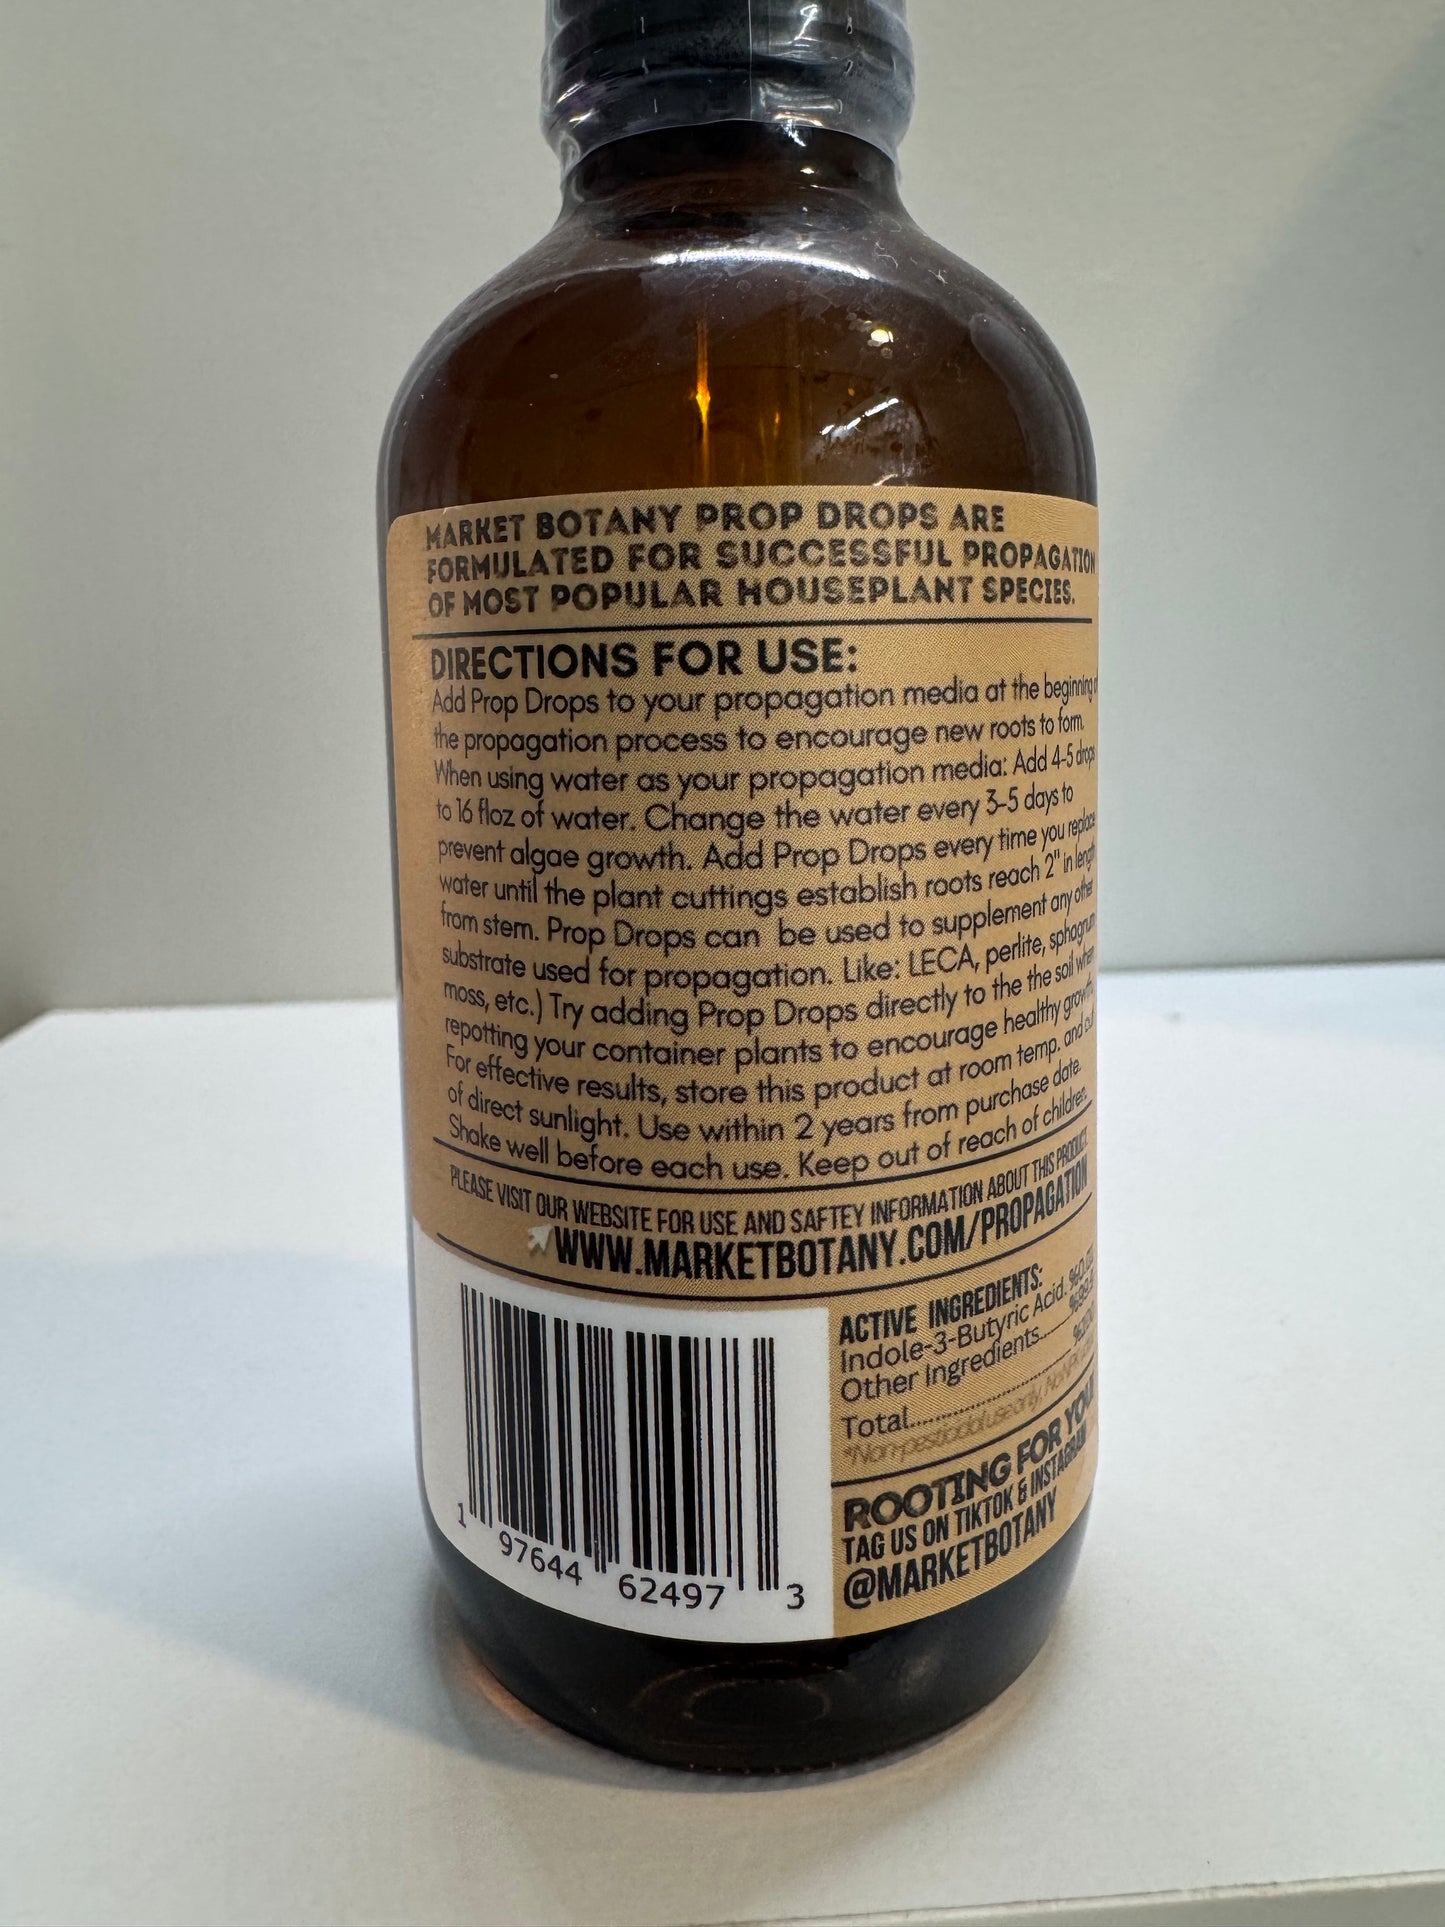 MARKET BOTANY PROP DROPS ARE
FORMULATED FOR SUCCESSFUL PROPAGATION
OF MOST POPULAR HOUSEPLANT SPECIES.
DIRECTIONS FOR USE:
Add Prop Drops to your propagation media at the beginning of
the propagation process to encourage new roots to form.
When using water as your propagation media: Add 4-5 drops
to 16 floz of water. Change the water every 3-5 days to
prevent algae growth. Add Prop Drops every time you replace
water until the plant cuttings establish roots reach 2" in length
from stem. Prop Drops can be used to supplement any other
substrate used for propagation. Like: LECA, perlite, sphagnum
moss, etc.) Try adding Prop Drops directly to the the soil when
repotting your container plants to encourage healthy growth.
For effective results, store this product at room temp. and out
of direct sunlight. Use within 2 years from purchase date.
Shake well before each use. Keep out of reach of children.
PLEASE VISIT OUR WEBSITE FOR USE AND SAFTEY INFORMATION ABOUT THIS PRODUCT.
WWW.MARKETBOTANY.COM/PROPAGATION
ACTIVE INGREDIENTS:
Indole-3-Butyric Acid.
Other Ingredients......
Total..................
*Non-pesticidal use only.
ROOTING FOR YOU!
TAG US ON TIKTOK & INSTAGRAM
@MARKETBOTANY
1 97644 62497 3